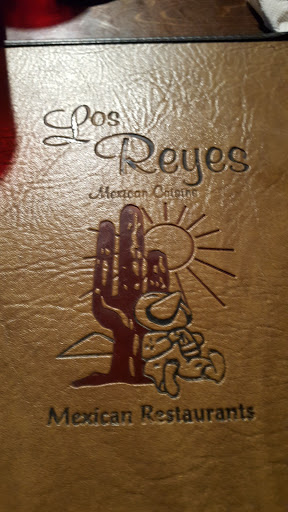 Los
Reyes
Mexican Cuisine
Mexican Restaurants